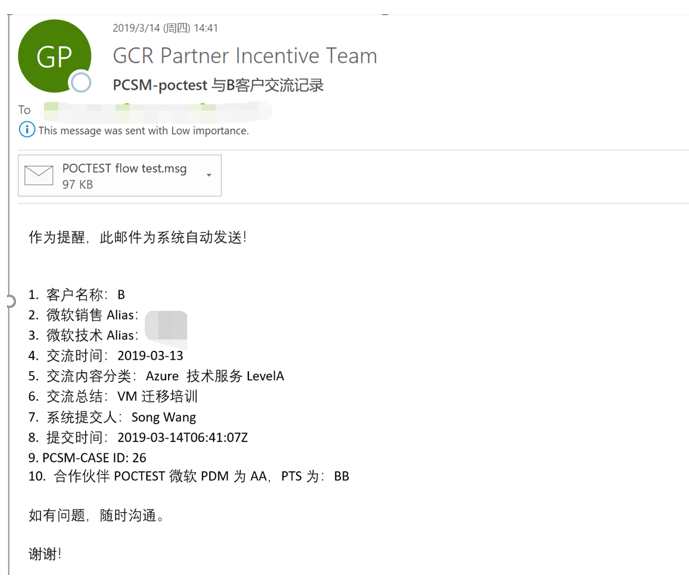 2019/3/14 (周四) 14:41
GP
GCR Partner Incentive Team
PCSM-poctest 与B客户交流记录
To
This message was sent with Low importance.
POCTEST flow test.msg
97 KB
作为提醒，此邮件为系统自动发送！
1. 客户名称：B
2. 微软销售 Alias：
3. 微软技术 Alias：
4. 交流时间：2019-03-13
5. 交流内容分类：Azure 技术服务 LevelA
6. 交流总结：VM 迁移培训
7. 系统提交人：Song Wang
8. 提交时间：2019-03-14T06:41:07Z
9. PCSM-CASE ID: 26
10. 合作伙伴 POCTEST 微软 PDM 为 AA，PTS 为：BB
如有问题，随时沟通。
谢谢！